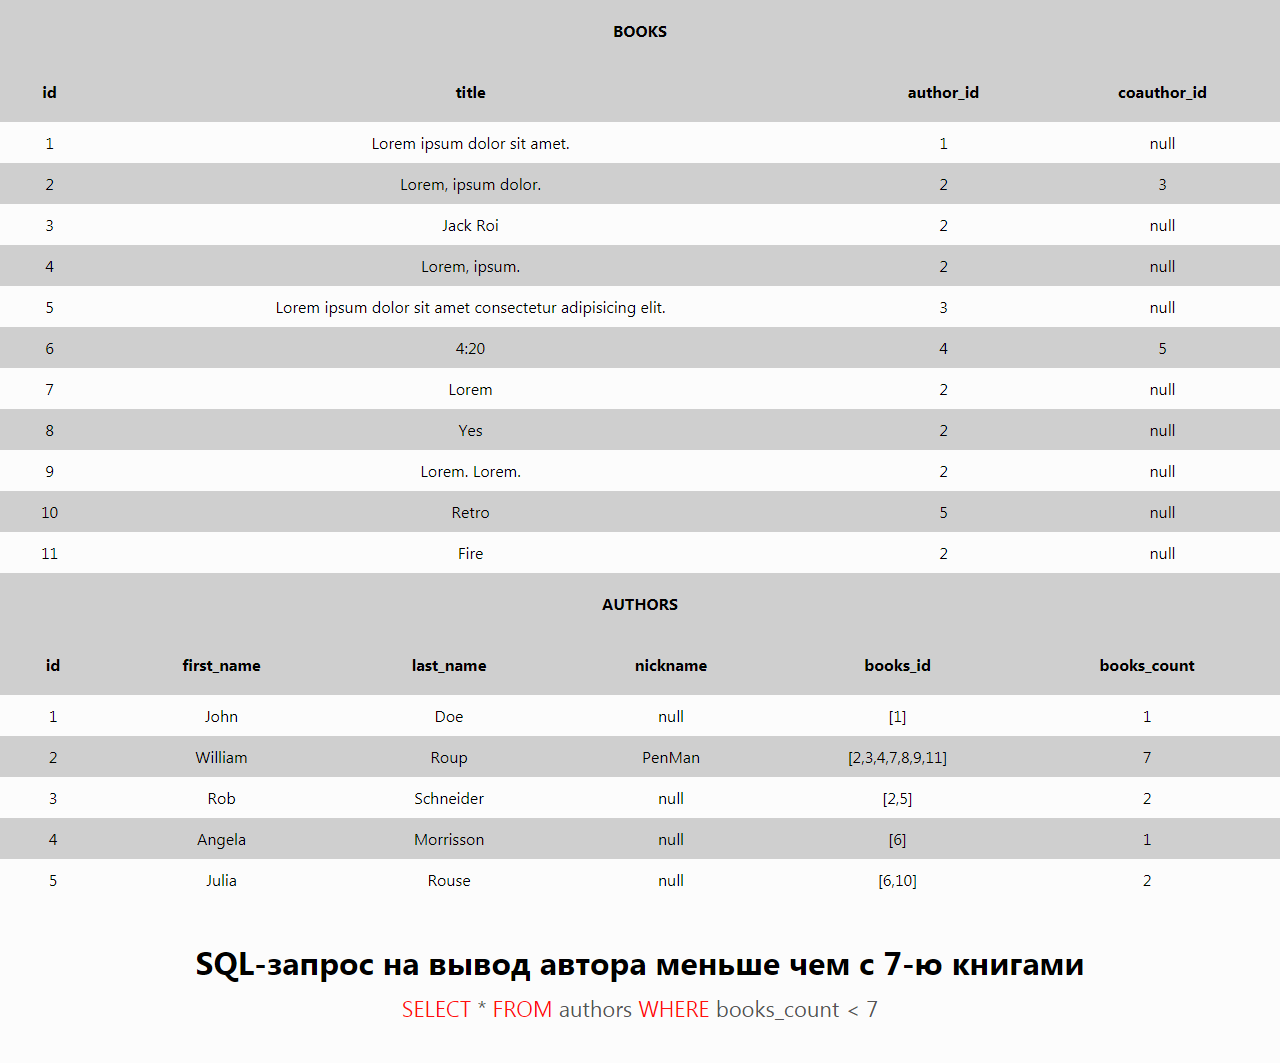 BOOKS
id title author_id coauthor_id
1 Lorem ipsum dolor sit amet. 1 null
2 Lorem, ipsum dolor. 2 3
3 Jack Roi 2 null
4 Lorem, ipsum. 2 null
5 Lorem ipsum dolor sit amet consectetur adipisicing elit. 3 null
6 4:20 4 5
7 Lorem 2 null
8 Yes 2 null
9 Lorem. Lorem. 2 null
10 Retro 5 null
11 Fire 2 null
AUTHORS
id first_name last_name nickname books_id books_count
1 John Doe null [1] 1
2 William Roup PenMan [2,3,4,7,8,9,11] 7
3 Rob Schneider null [2,5] 2
4 Angela Morrisson null [6] 1
5 Julia Rouse null [6,10] 2
SQL-запрос на вывод автора меньше чем с 7-ю книгами
SELECT * FROM authors WHERE books_count < 7